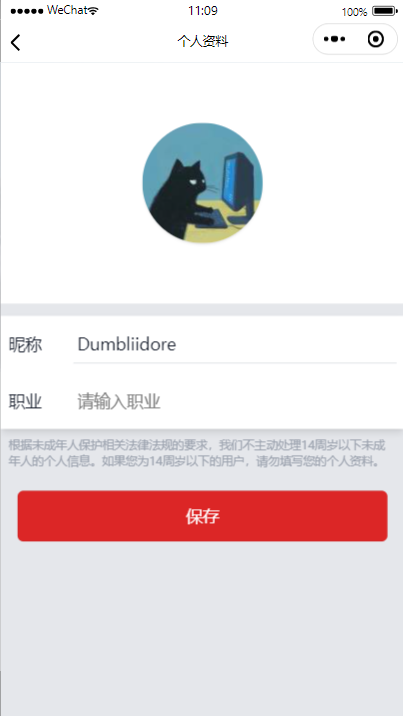 WeChat 11:09 100%
个人资料
昵称 Dumbliidore
职业 请输入职业
根据未成年人保护相关法律法规的要求，我们不主动处理14周岁以下未成
年人的个人信息。如果您为14周岁以下的用户，请勿填写您的个人资料。
保存